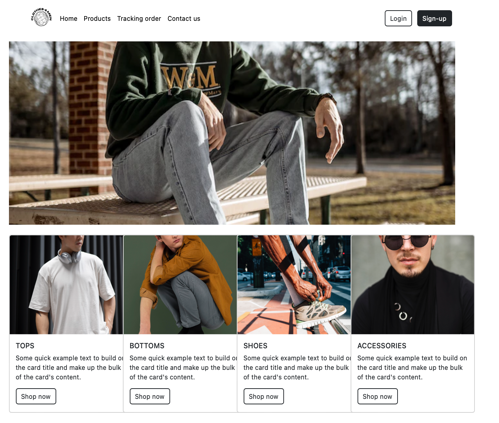 Home Products Tracking order Contact us Login Sign-up
W&M
TOPS
Some quick example text to build on
the card title and make up the bulk
of the card's content.
Shop now
BOTTOMS
Some quick example text to build on
the card title and make up the bulk
of the card's content.
Shop now
SHOES
Some quick example text to build on
the card title and make up the bulk
of the card's content.
Shop now
ACCESSORIES
Some quick example text to build on
the card title and make up the bulk
of the card's content.
Shop now